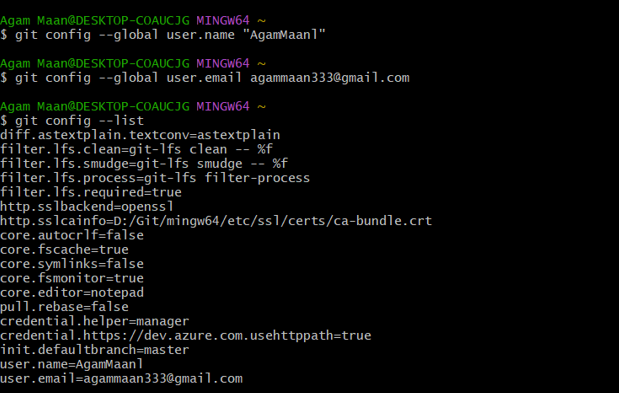 Agam Maan@DESKTOP-COAUCJG MINGW64 ~
$ git config --global user.name "AgamMaanl"
Agam Maan@DESKTOP-COAUCJG MINGW64 ~
$ git config --global user.email agammaan333@gmail.com
Agam Maan@DESKTOP-COAUCJG MINGW64 ~
$ git config --list
diff.astextplain.textconv=astextplain
filter.lfs.clean=git-lfs clean -- %f
filter.lfs.smudge=git-lfs smudge -- %f
filter.lfs.process=git-lfs filter-process
filter.lfs.required=true
http.sslbackend=openssl
http.sslcainfo=D:/Git/mingw64/etc/ssl/certs/ca-bundle.crt
core.autocrlf=false
core.fscache=true
core.symlinks=false
core.fsmonitor=true
core.editor=notepad
pull.rebase=false
credential.helper=manager
credential.https://dev.azure.com.usehttppath=true
init.defaultbranch=master
user.name=AgamMaanl
user.email=agammaan333@gmail.com